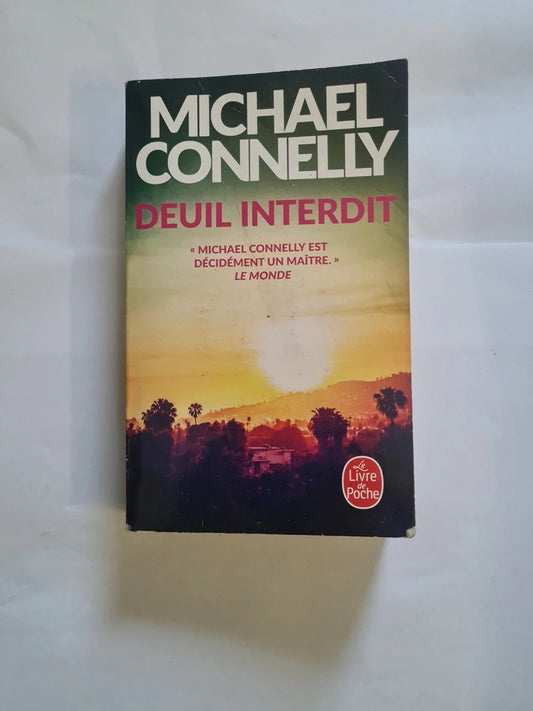 MICHAEL
CONNELLY
DEUIL INTERDIT
« MICHAEL CONNELLY EST
DÉCIDÉMENT UN MAÎTRE. »
LE MONDE
Le
Livre
de
Poche